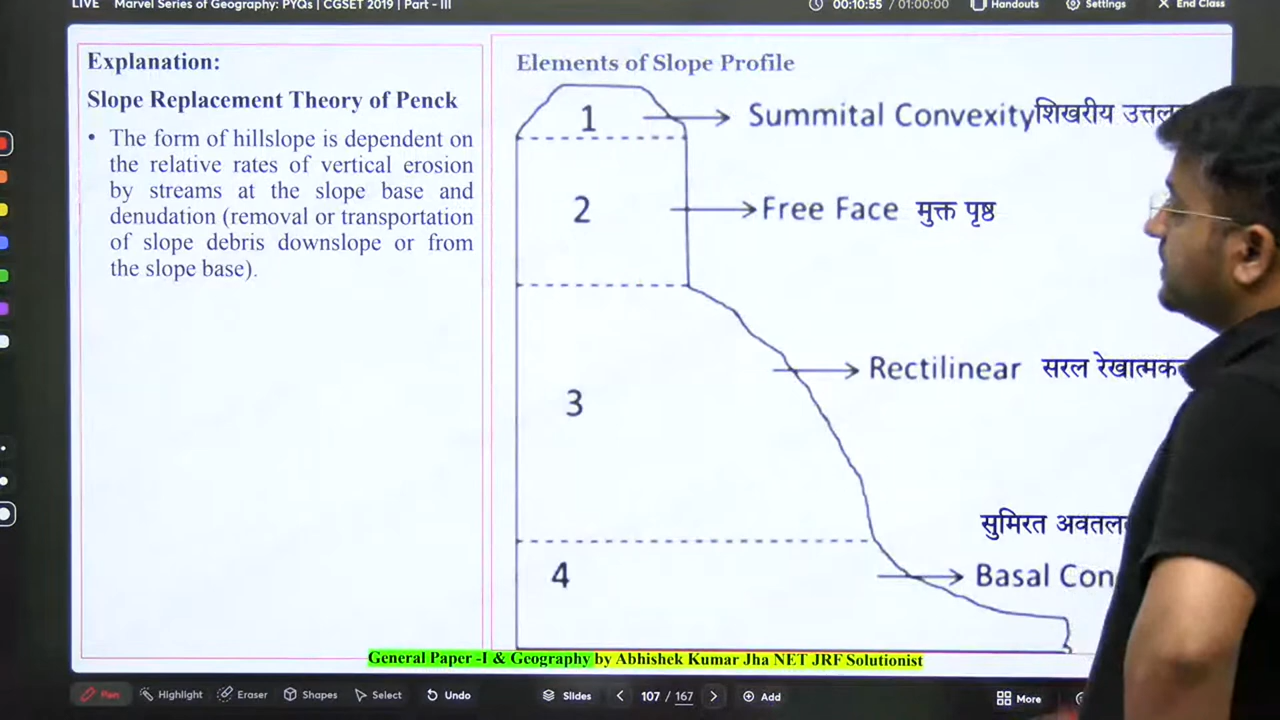 LIVE Marvel Series of Geography: PYQs | CGSET 2019 | Part - III
00:10:55 / 01:00:00
Handouts
Settings
End Class
Explanation:
Slope Replacement Theory of Penck
• The form of hillslope is dependent on
the relative rates of vertical erosion
by streams at the slope base and
denudation (removal or transportation
of slope debris downslope or from
the slope base).
Elements of Slope Profile
1
Summital Convexity शिखरीय
2
Free Face मुक्त पृष्ठ
3
Rectilinear सरल रेखात्मक
सुमिरत
4
Basal
General Paper -I & Geography by Abhishek Kumar Jha NET JRF Solutionist
Pen
Highlight
Eraser
Shapes
Select
Undo
Slides
107 / 167
Add
More